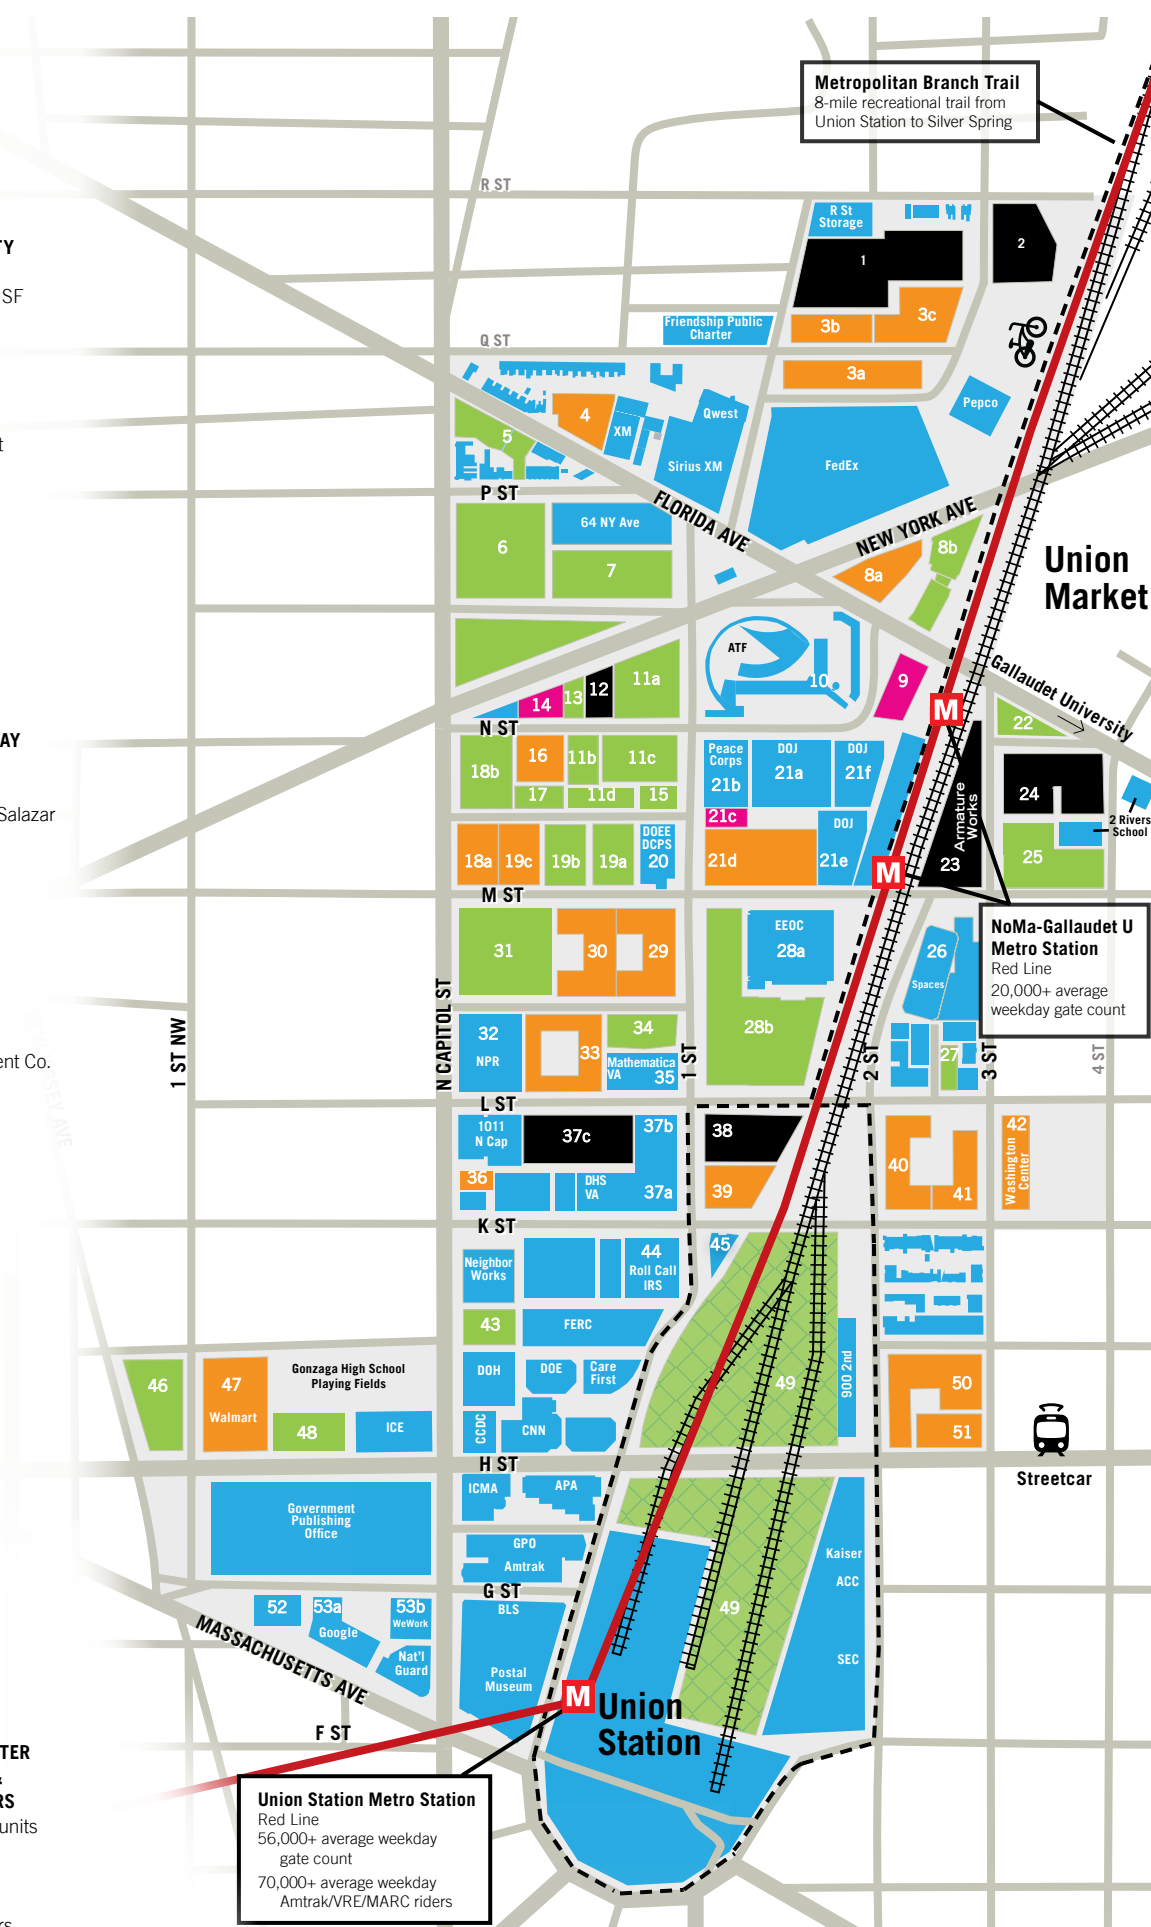 Metropolitan Branch Trail
8-mile recreational trail from
Union Station to Silver Spring
R ST
R St
Storage
1
2
TY
SF
3b
3c
Friendship Public
Charter
Q ST
3a
4
Qwest
Pepco
XM
5
Sirius XM
FedEx
t
P ST
FLORIDA AVE
NEW YORK AVE
64 NY Ave
6
7
8b
8a
Union
Market
ATF
10
9
M
Gallaudet University
11a
12
13
14
22
N ST
AY
16
11b
11c
18b
17
11d
15
Peace
Corps
21b
DOJ
21a
DOJ
21f
24
Armature
Works
23
2 Rivers
School
Salazar
21c
DOJ
21d
21e
M
DOEE
DCPS
20
18a
19c
19b
19a
25
M ST
31
30
29
EEOC
28a
26
Spaces
NoMa-Gallaudet U
Metro Station
Red Line
20,000+ average
weekday gate count
N CAPITOL ST
1 ST NW
32
NPR
33
34
Mathematica
VA
35
1 ST
28b
2 ST
27
3 ST
4 ST
ent Co.
L ST
1011
N Cap
37c
37b
38
36
DHS
VA
37a
39
40
41
42
Washington
Center
K ST
Neighbor
Works
44
Roll Call
IRS
45
43
FERC
46
47
Walmart
Gonzaga High School
Playing Fields
48
ICE
DOH
DOE
Care
First
CCDC
CNN
49
900 2nd
50
51
Streetcar
H ST
ICMA
APA
Government
Publishing
Office
GPO
Amtrak
Kaiser
ACC
SEC
49
G ST
BLS
52
53a
Google
53b
WeWork
Nat'l
Guard
Postal
Museum
MASSACHUSETTS AVE
M
Union
Station
F ST
TER
RS
units
Union Station Metro Station
Red Line
56,000+ average weekday
gate count
70,000+ average weekday
Amtrak/VRE/MARC riders
rs